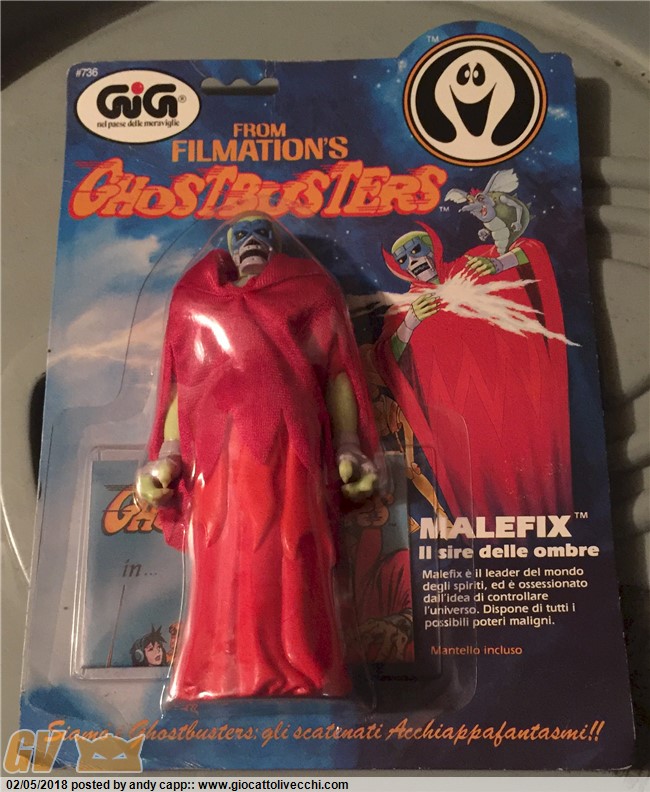 #736
GiG®
nel paese delle meraviglie
TM
FROM
FILMATION'S
GHOSTBUSTERS
TM
in...
MALEFIX™
Il sire delle ombre
Malefix è il leader del mondo
degli spiriti, ed è ossessionato
dall'idea di controllare
l'universo. Dispone di tutti i
possibili poteri maligni.
Mantello incluso
Siamo i Ghostbusters, gli scatenati Acchiappafantasmi!!
GV
02/05/2018 posted by andy capp:: www.giocattolivecchi.com